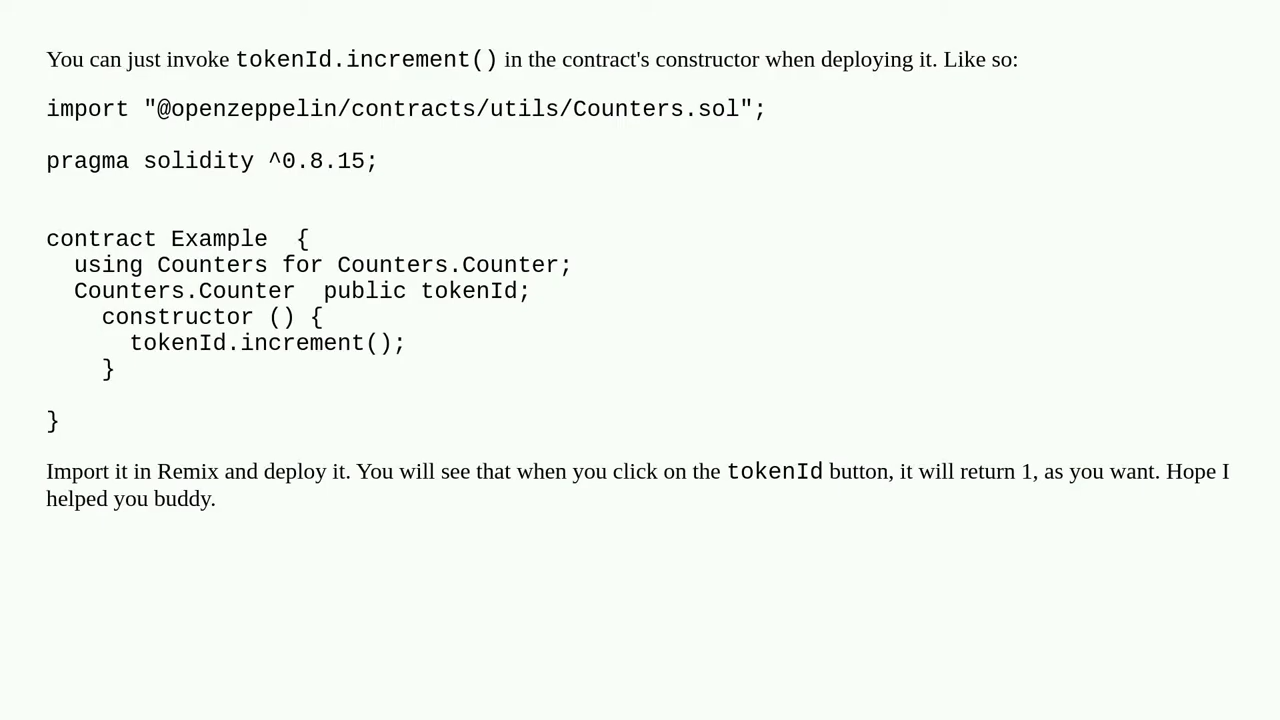 You can just invoke tokenId.increment() in the contract's constructor when deploying it. Like so:
import "@openzeppelin/contracts/utils/Counters.sol";
pragma solidity ^0.8.15;
contract Example  {
  using Counters for Counters.Counter;
  Counters.Counter  public tokenId;
    constructor () {
      tokenId.increment();
    }
}
Import it in Remix and deploy it. You will see that when you click on the tokenId button, it will return 1, as you want. Hope I
helped you buddy.